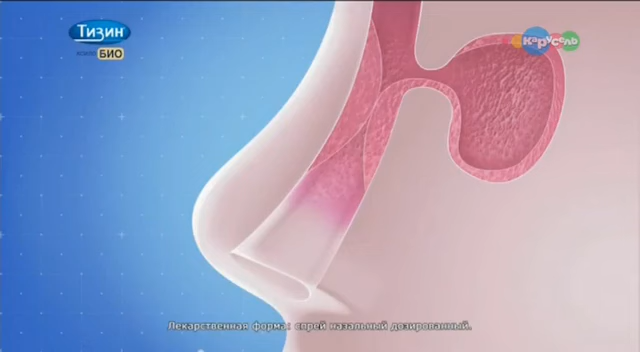 Тизин
БИО
карусель
Лекарственная форма: спрей назальный дозированный.